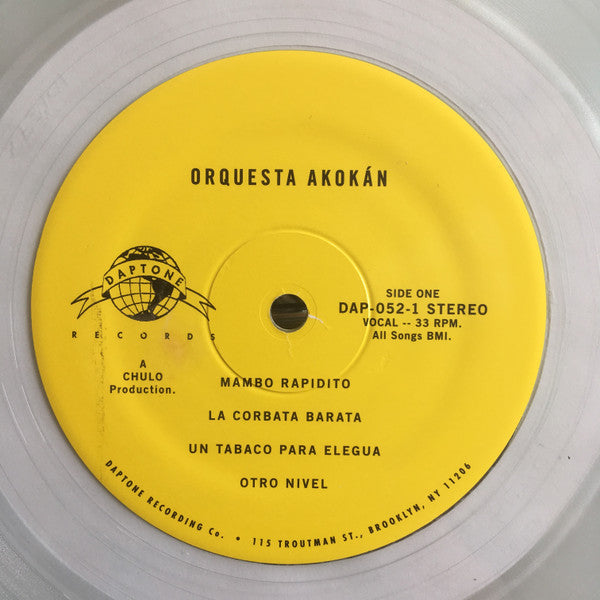 ORQUESTA AKOKÁN
DAPTONE
RECORDS
SIDE ONE
DAP-052-1 STEREO
VOCAL -- 33 RPM.
All Songs BMI.
A
CHULO
Production.
MAMBO RAPIDITO
LA CORBATA BARATA
UN TABACO PARA ELEGUA
OTRO NIVEL
DAPTONE RECORDING Co. • 115 TROUTMAN ST., BROOKLYN, NY 11206